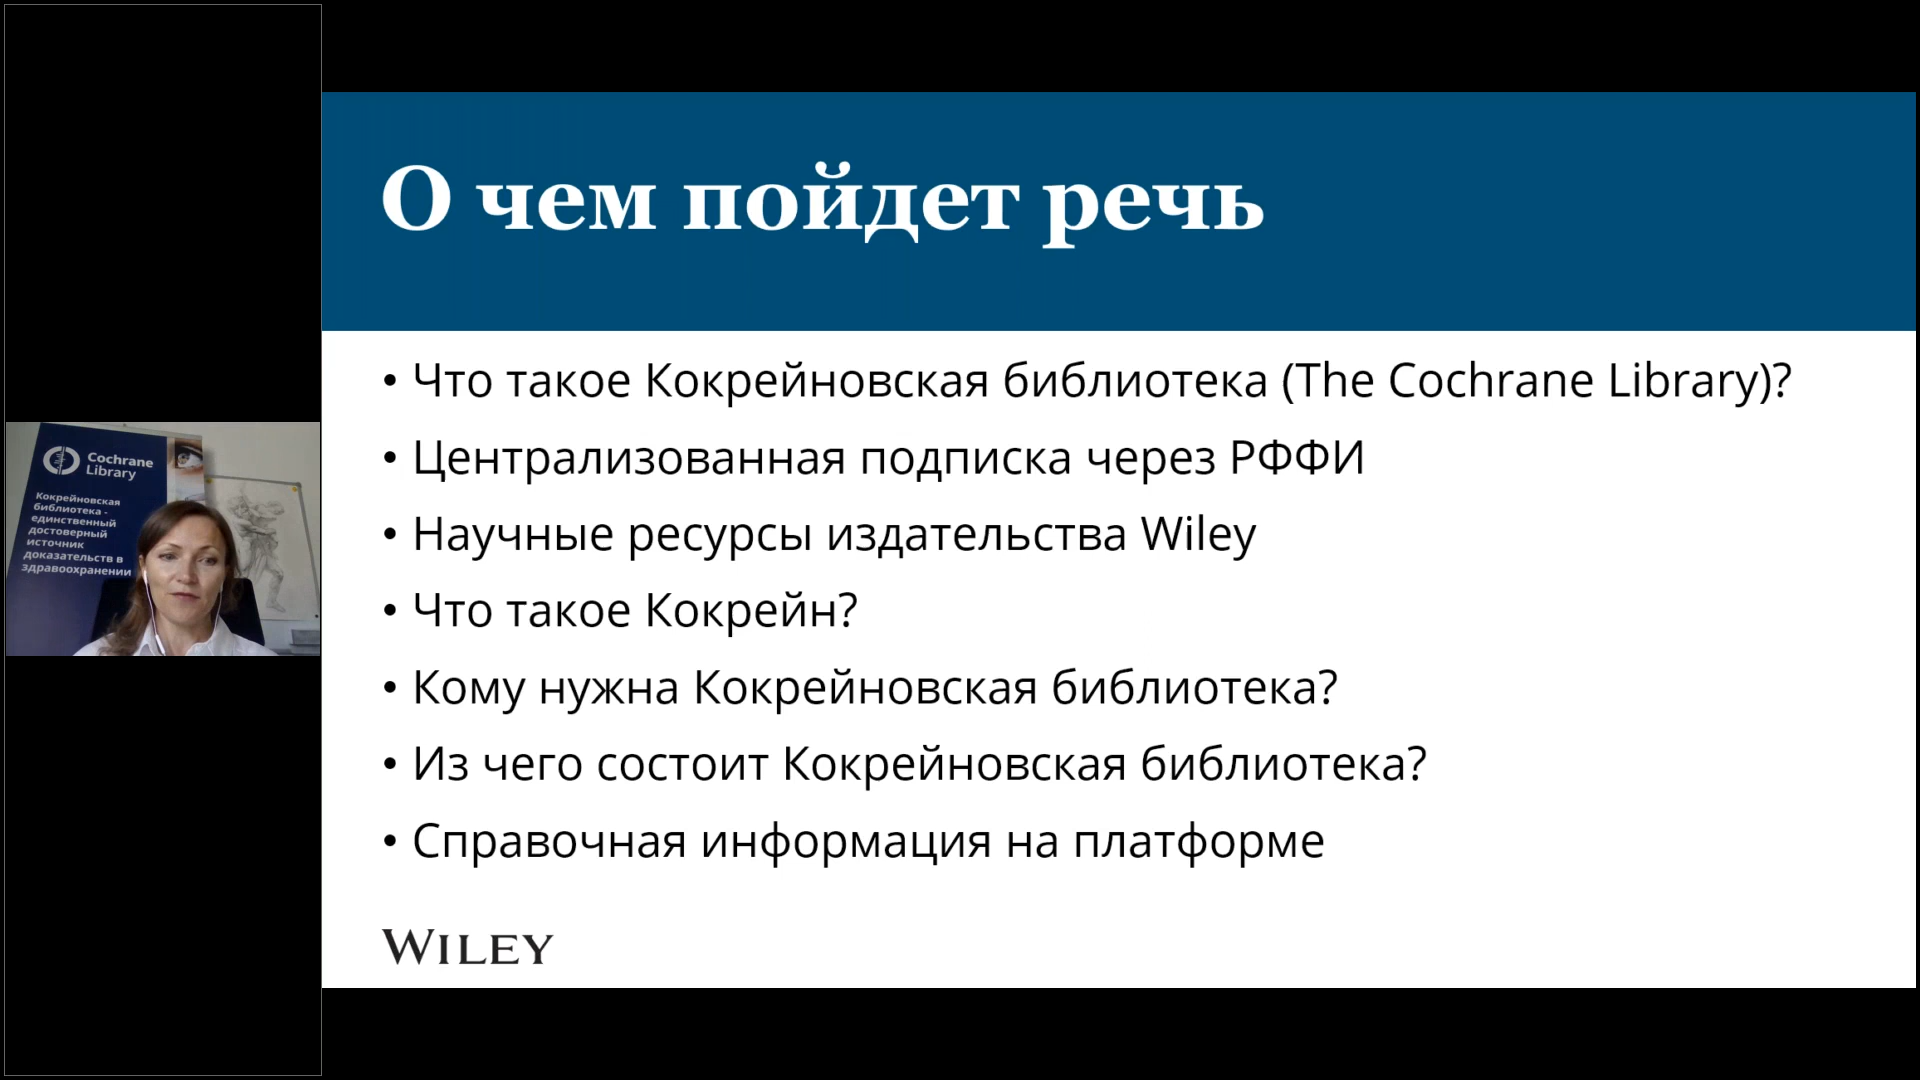 Cochrane
Library
Кокрейновская
библиотека -
единственный
достоверный
источник
доказательств в
здравоохранении
О чем пойдет речь
• Что такое Кокрейновская библиотека (The Cochrane Library)?
• Централизованная подписка через РФФИ
• Научные ресурсы издательства Wiley
• Что такое Кокрейн?
• Кому нужна Кокрейновская библиотека?
• Из чего состоит Кокрейновская библиотека?
• Справочная информация на платформе
WILEY